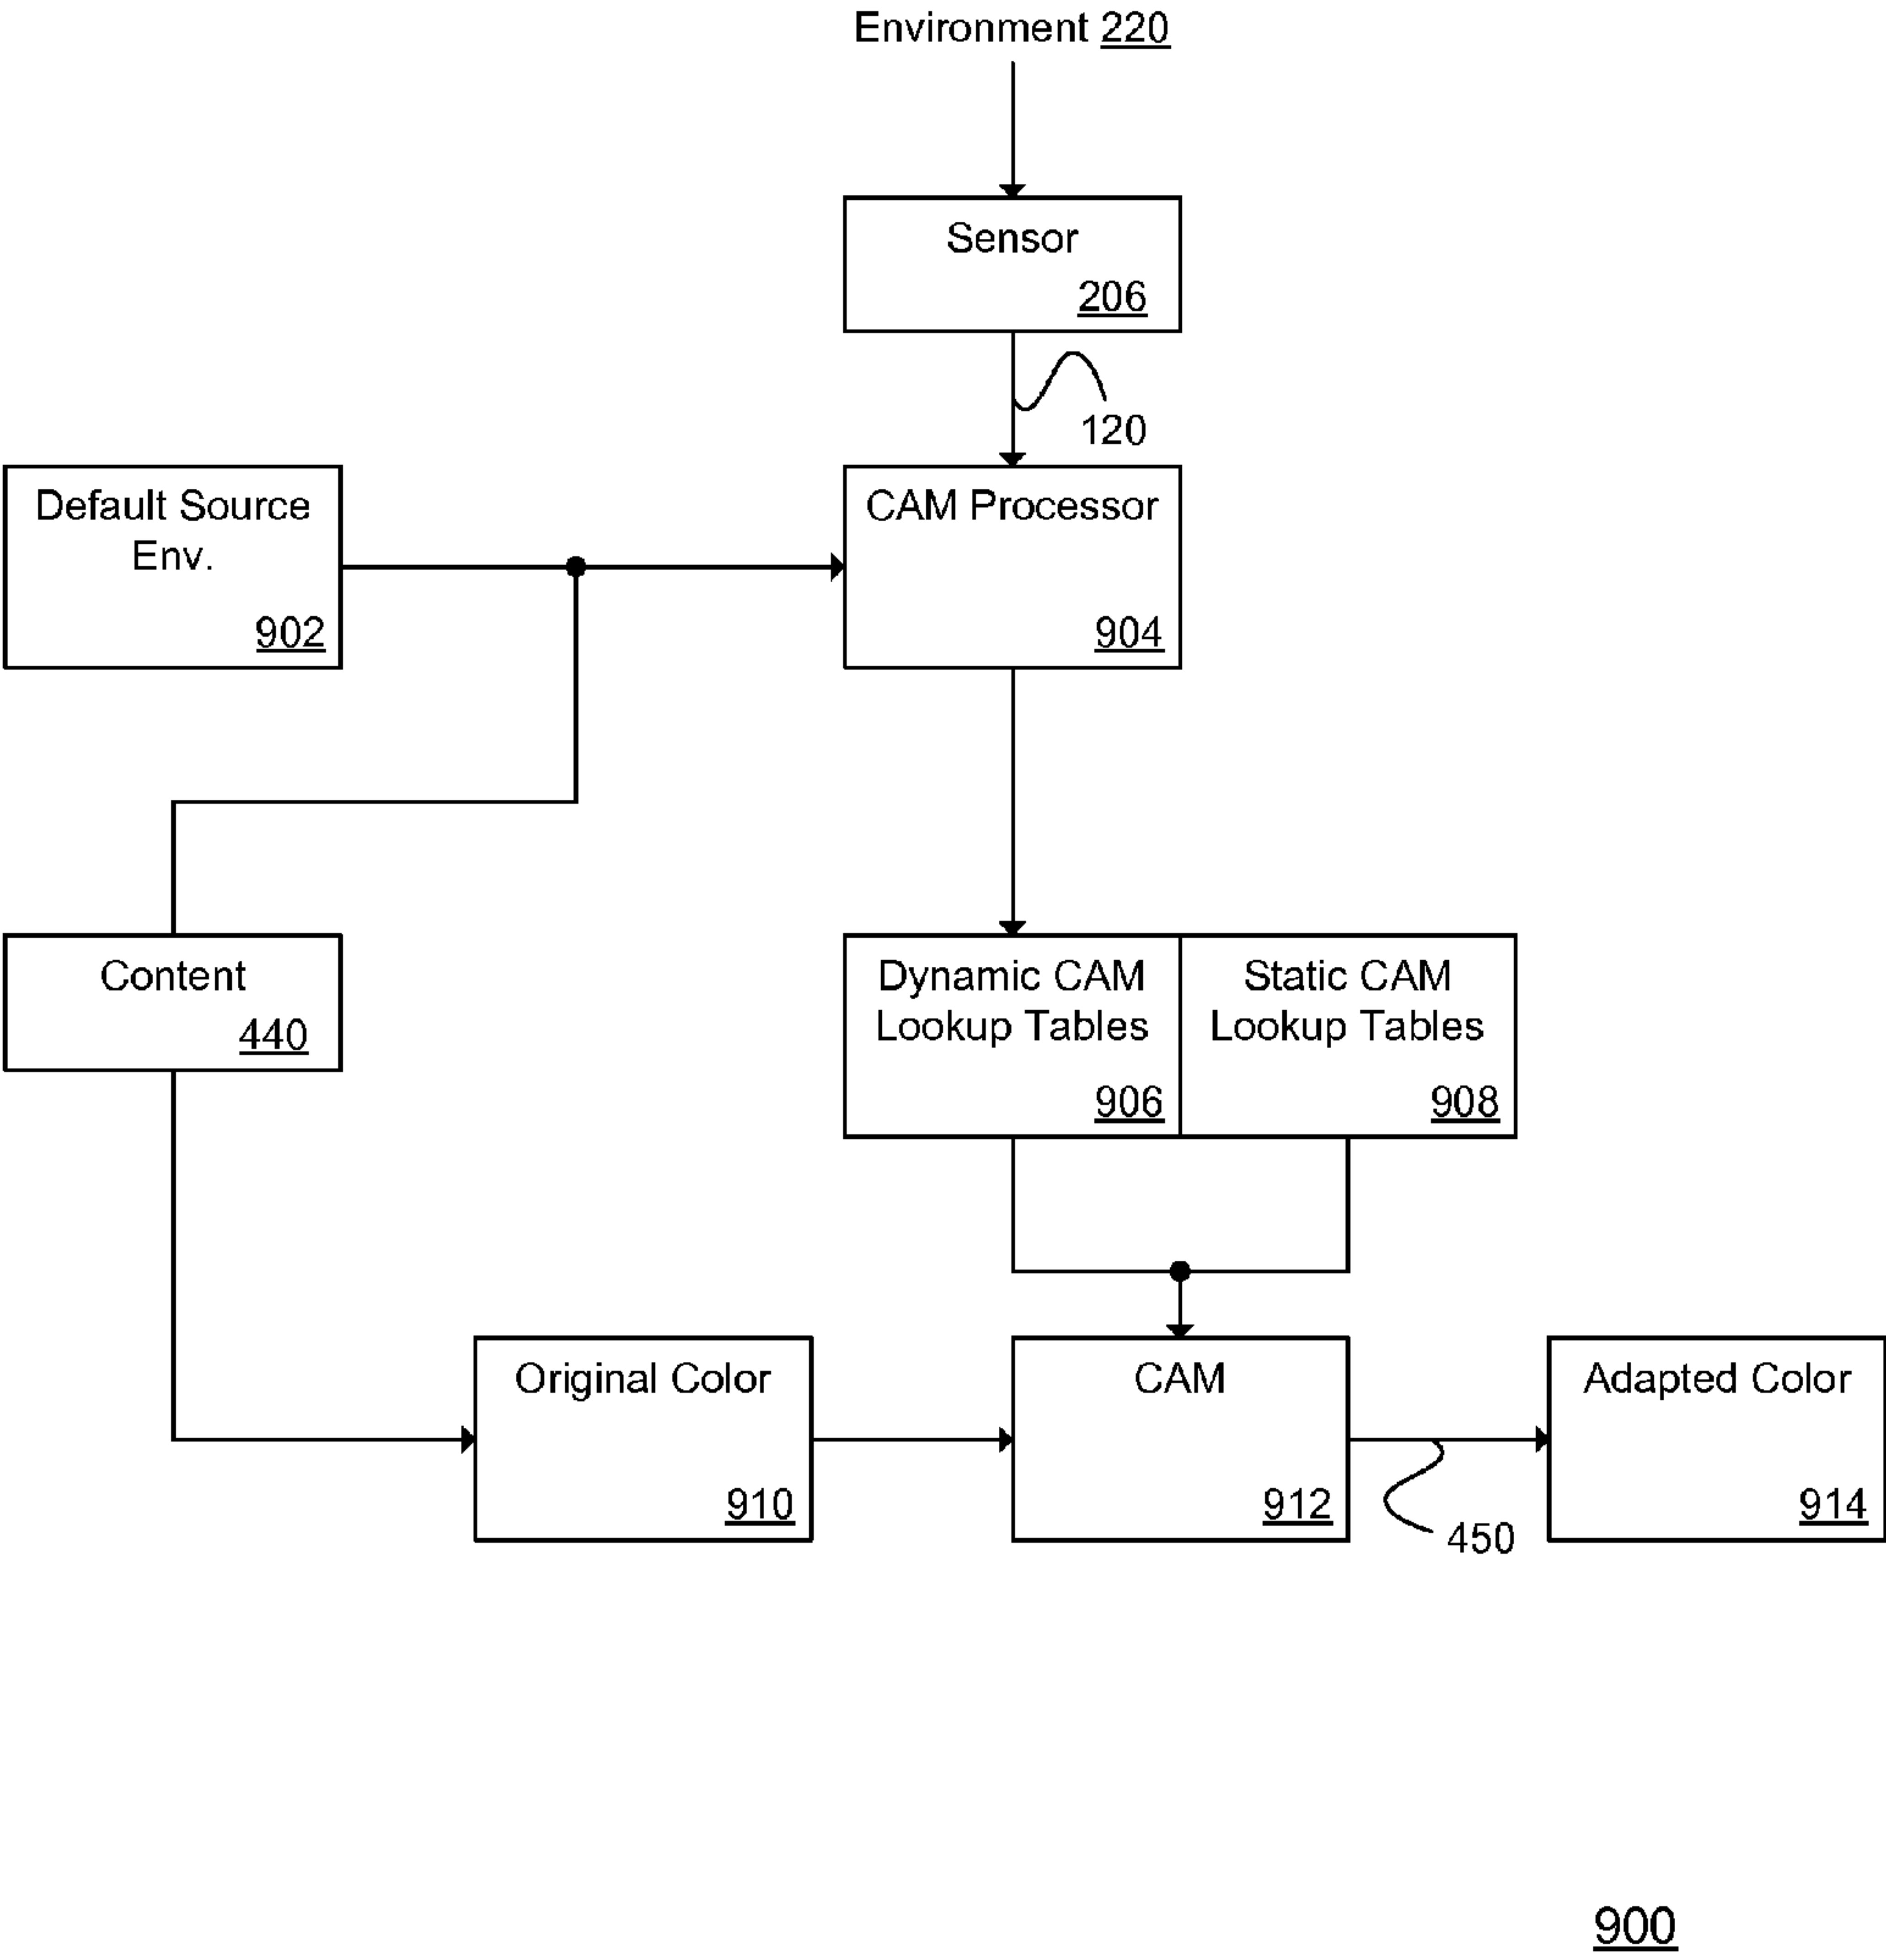 Environment 220
Sensor
206
120
Default Source
Env.
902
CAM Processor
904
Content
440
Dynamic CAM
Lookup Tables
906
Static CAM
Lookup Tables
908
Original Color
910
CAM
912
450
Adapted Color
914
900